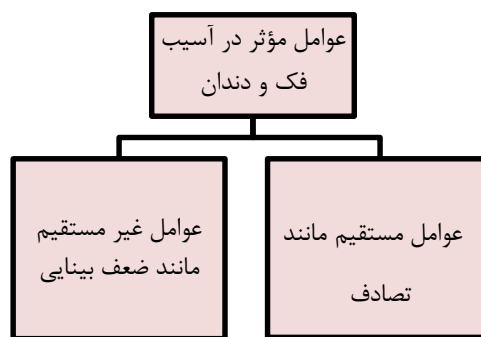 عوامل مؤثر در آسیب
فک و دندان
عوامل مستقیم مانند
تصادف
عوامل غیر مستقیم
مانند ضعف بینایی